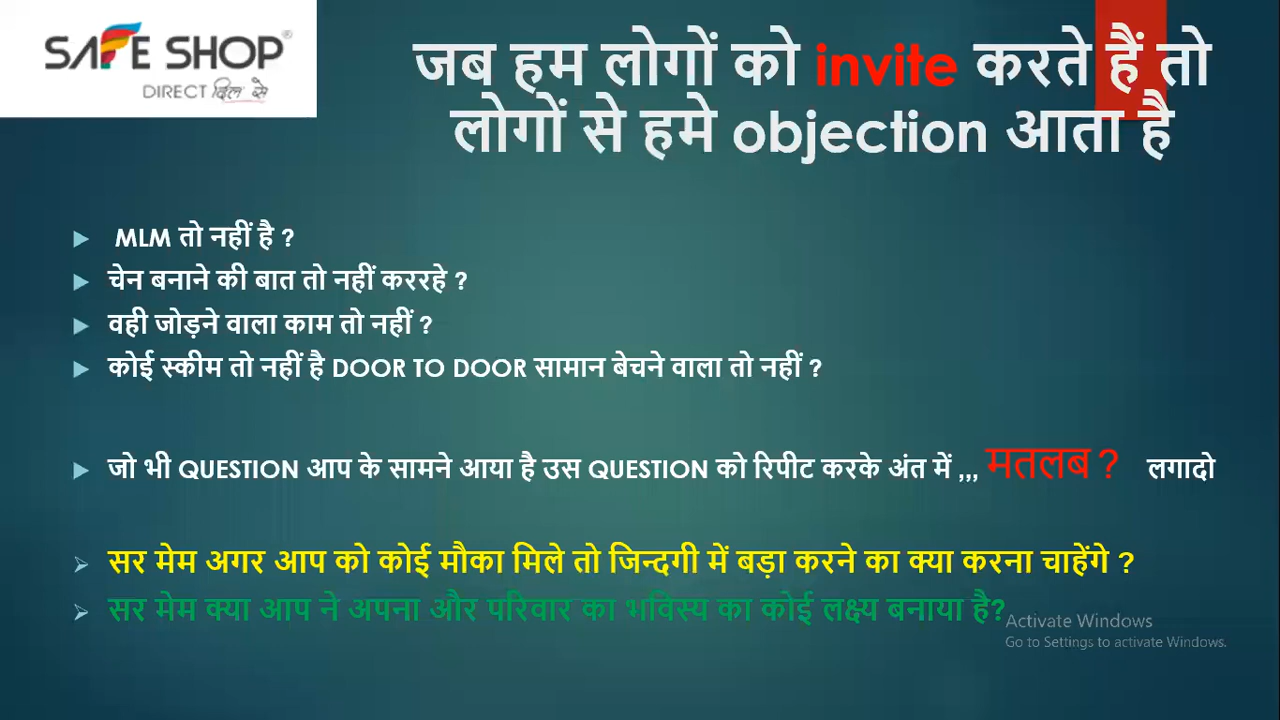 SAFE SHOP®
DIRECT दिल से
जब हम लोगों को invite करते हैं तो
लोगों से हमे objection आता है
MLM तो नहीं है ?
चेन बनाने की बात तो नहीं कररहे ?
वही जोड़ने वाला काम तो नहीं ?
कोई स्कीम तो नहीं है DOOR TO DOOR सामान बेचने वाला तो नहीं ?
जो भी QUESTION आप के सामने आया है उस QUESTION को रिपीट करके अंत में ,,, मतलब ? लगादो
सर मेम अगर आप को कोई मौका मिले तो जिन्दगी में बड़ा करने का क्या करना चाहेंगे ?
सर मेम क्या आप ने अपना और परिवार का भविस्य का कोई लक्ष्य बनाया है?
Activate Windows
Go to Settings to activate Windows.